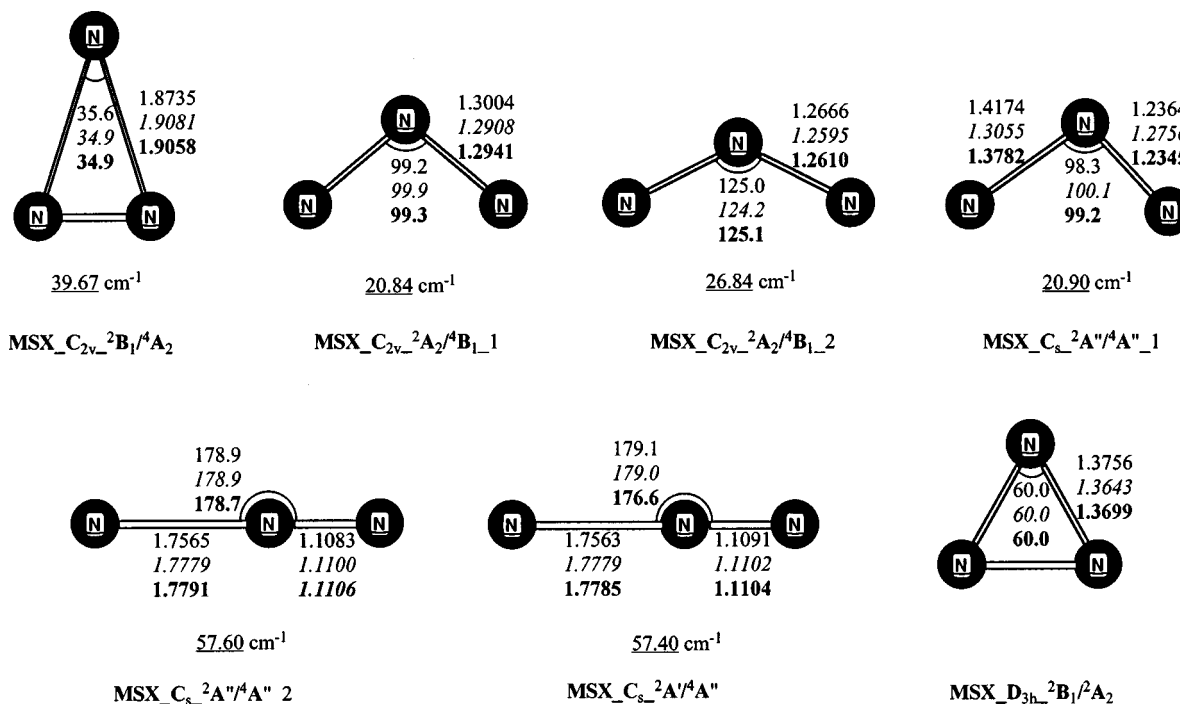 N
N N
35.6
34.9
34.9
1.8735
1.9081
1.9058
39.67 cm⁻¹
MSX_C₂ᵥ_²B₁/⁴A₂
N
N N
1.3004
1.2908
1.2941
99.2
99.9
99.3
20.84 cm⁻¹
MSX_C₂ᵥ_²A₂/⁴B₁_1
N
N N
1.2666
1.2595
1.2610
125.0
124.2
125.1
26.84 cm⁻¹
MSX_C₂ᵥ_²A₂/⁴B₁_2
N
N N
1.4174
1.3055
1.3782
1.2364
1.2756
1.2345
98.3
100.1
99.2
20.90 cm⁻¹
MSX_Cₛ_²A"/⁴A"_1
178.9
178.9
178.7
N N N
1.7565 1.1083
1.7779 1.1100
1.7791 1.1106
57.60 cm⁻¹
MSX_Cₛ_²A"/⁴A" 2
179.1
179.0
176.6
N N N
1.7563 1.1091
1.7779 1.1102
1.7785 1.1104
57.40 cm⁻¹
MSX_Cₛ_²A'/⁴A"
N
N N
60.0
60.0
60.0
1.3756
1.3643
1.3699
MSX_D₃ₕ_²B₁/²A₂